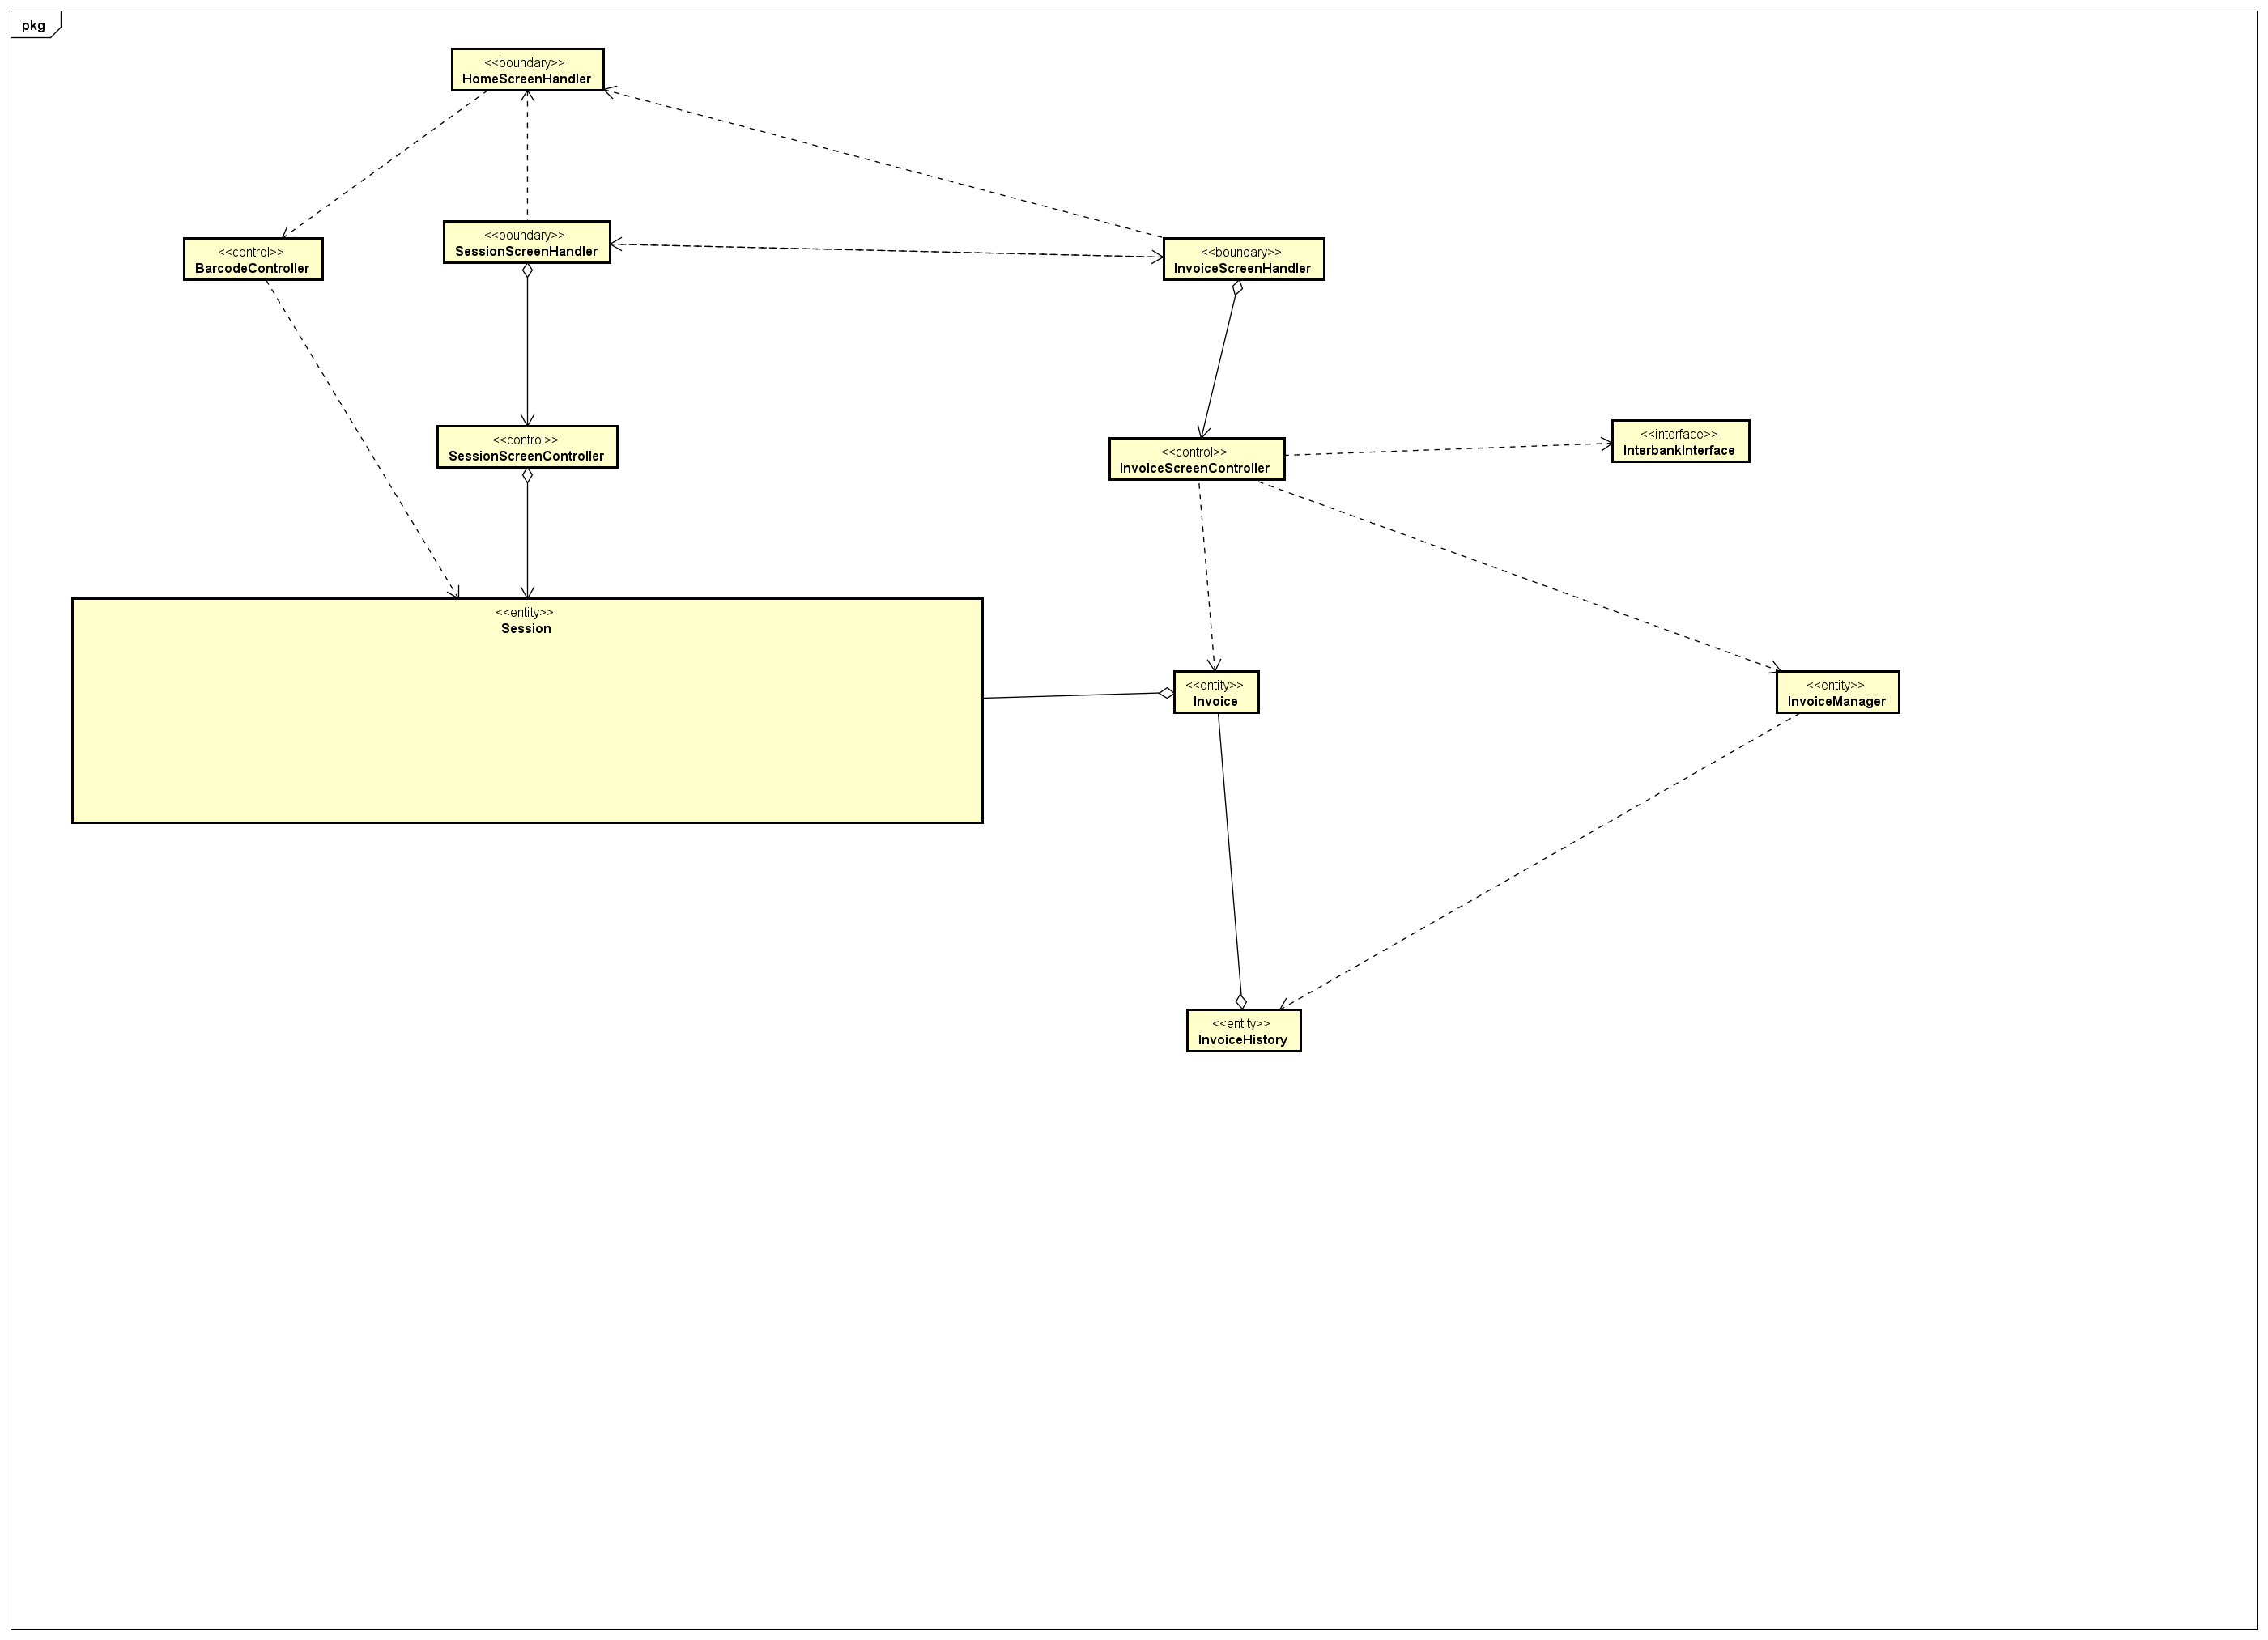 pkg
<<boundary>>
HomeScreenHandler
<<control>>
BarcodeController
<<boundary>>
SessionScreenHandler
<<boundary>>
InvoiceScreenHandler
<<control>>
SessionScreenController
<<control>>
InvoiceScreenController
<<interface>>
InterbankInterface
<<entity>>
Session
<<entity>>
Invoice
<<entity>>
InvoiceManager
<<entity>>
InvoiceHistory